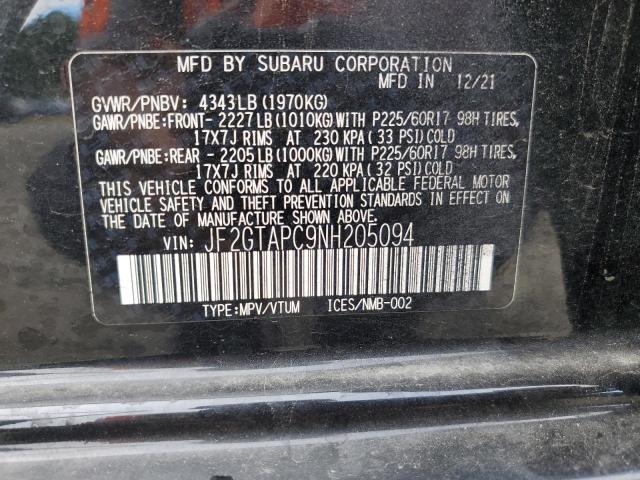 MFD BY SUBARU CORPORATION
MFD IN 12/21
GVWR/PNBV: 4343LB(1970KG)
GAWR/PNBE:FRONT-2227LB(1010KG)WITH P225/60R17 98H TIRES,
17X7J RIMS AT 230 KPA(33 PSI)COLD
GAWR/PNBE:REAR -2205LB(1000KG)WITH P225/60R17 98H TIRES,
17X7J RIMS AT 220 KPA(32 PSI)COLD
THIS VEHICLE CONFORMS TO ALL APPLICABLE FEDERAL MOTOR
VEHICLE SAFETY AND THEFT PREVENTION STANDARDS IN EFFECT ON
THE DATE OF MANUFACTURE SHOWN ABOVE.
VIN: JF2GTAPC9NH205094
TYPE:MPV/VTUM ICES/NMB-002